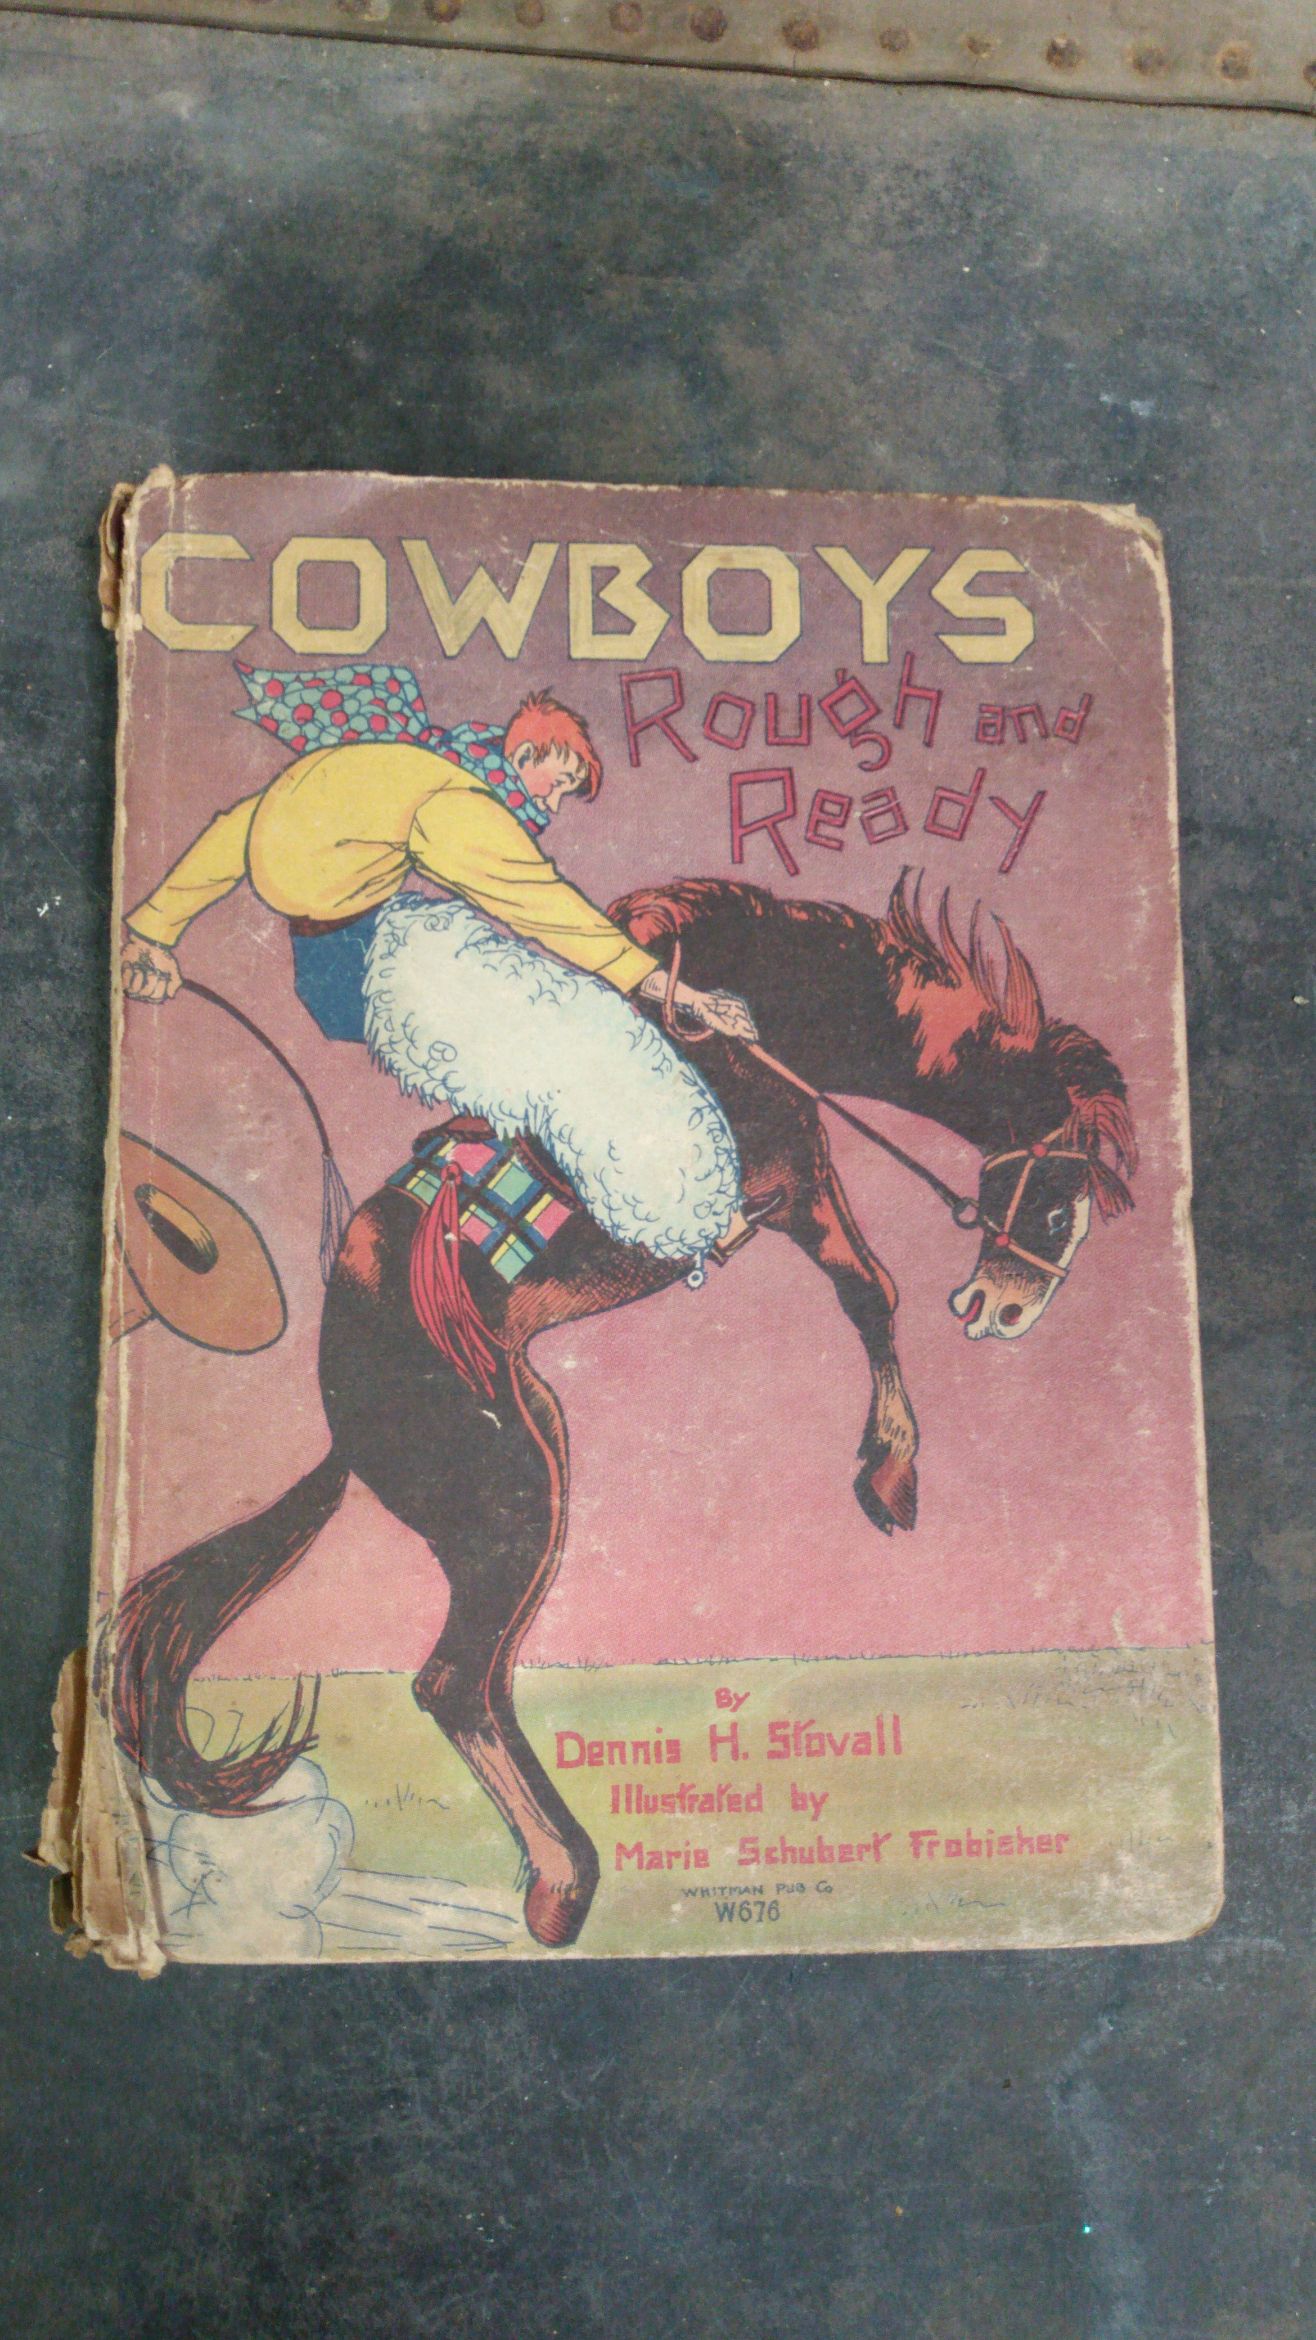 COWBOYS
Rough and
Ready
By
Dennis H. Stovall
Illustrated by
Marie Schubert Frobisher
WHITMAN PUB CO
W676